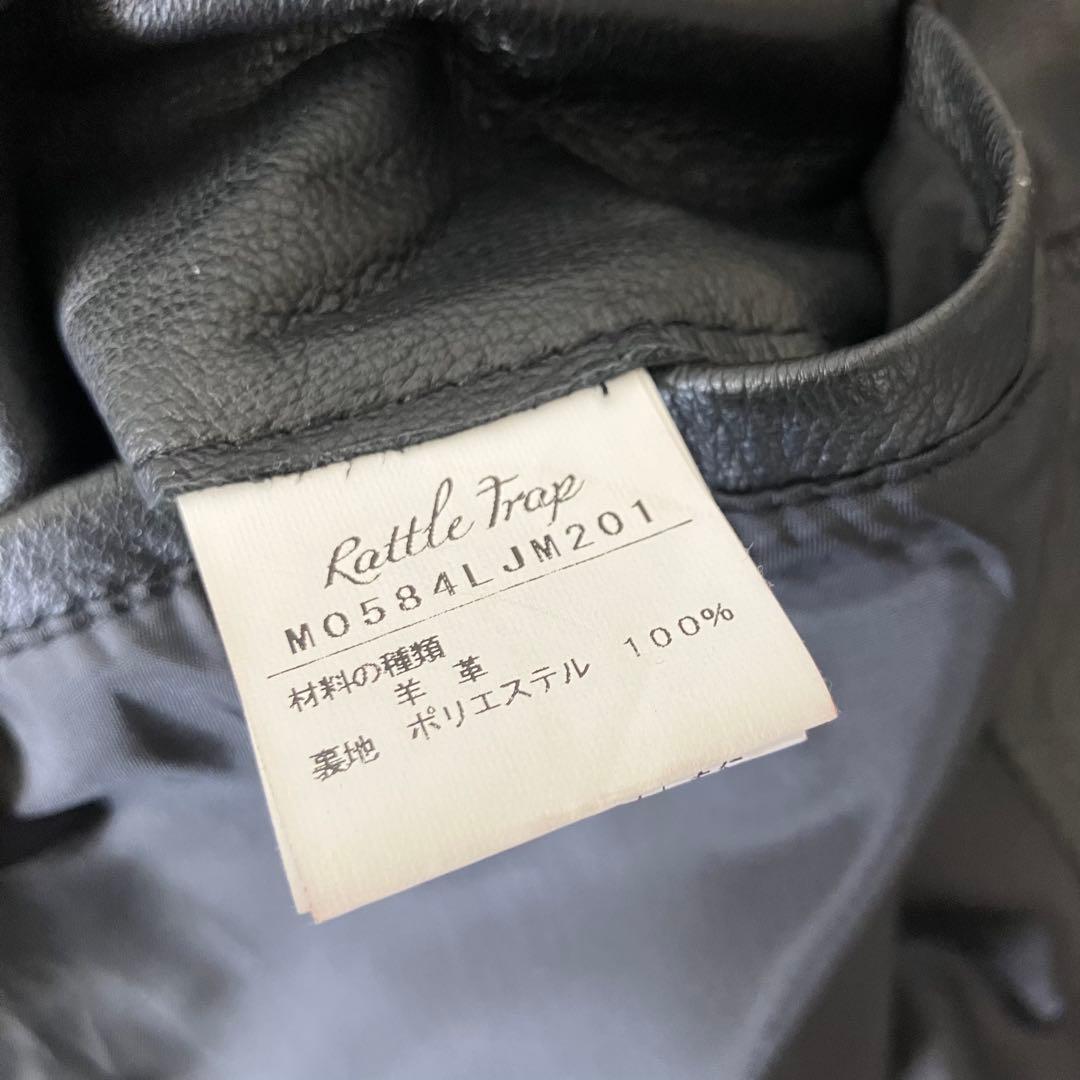 Rattle Trap
M0584LJM201
材料の種類
羊 革
裏地 ポリエステル 100%